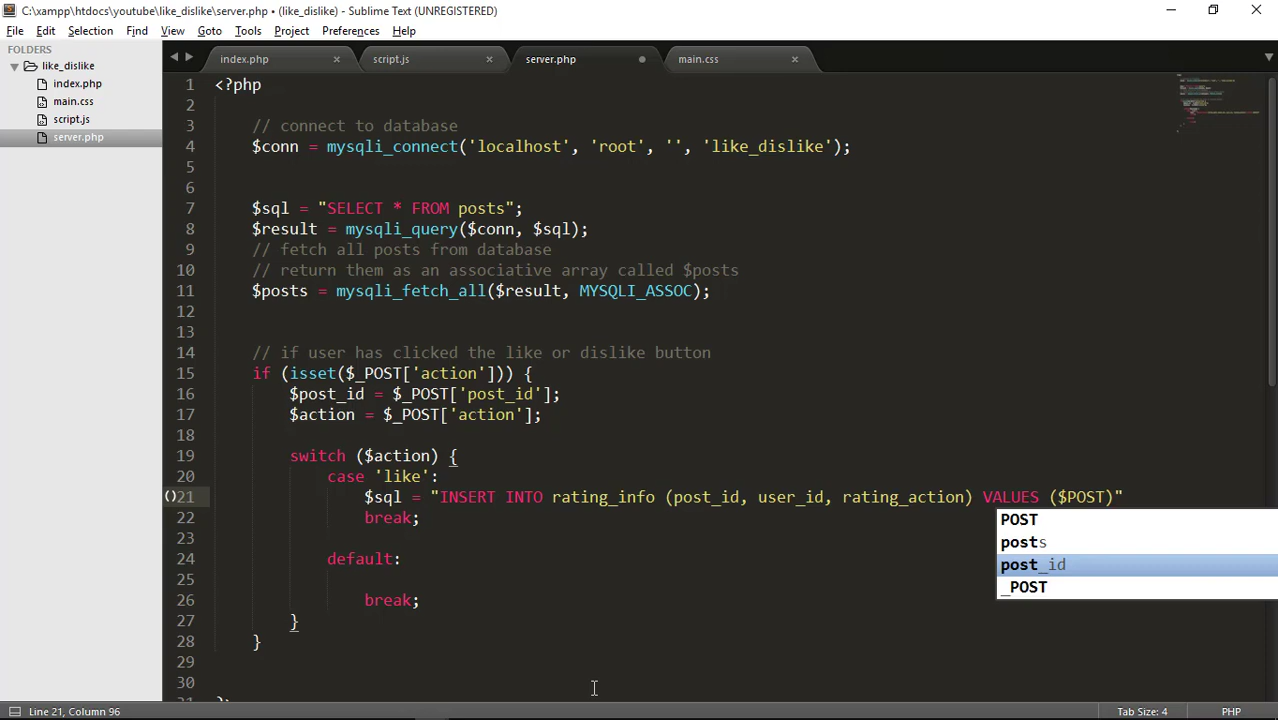 C:\xampp\htdocs\youtube\like_dislike\server.php • (like_dislike) - Sublime Text (UNREGISTERED)
File Edit Selection Find View Goto Tools Project Preferences Help
FOLDERS
like_dislike
index.php
main.css
script.js
server.php
index.php script.js server.php main.css
1 <?php
2
3 // connect to database
4 $conn = mysqli_connect('localhost', 'root', '', 'like_dislike');
5
6
7 $sql = "SELECT * FROM posts";
8 $result = mysqli_query($conn, $sql);
9 // fetch all posts from database
10 // return them as an associative array called $posts
11 $posts = mysqli_fetch_all($result, MYSQLI_ASSOC);
12
13
14 // if user has clicked the like or dislike button
15 if (isset($_POST['action'])) {
16 $post_id = $_POST['post_id'];
17 $action = $_POST['action'];
18
19 switch ($action) {
20 case 'like':
21 $sql = "INSERT INTO rating_info (post_id, user_id, rating_action) VALUES ($POST)"
22 break;
23
24 default:
25
26 break;
27 }
28 }
29
30
POST
posts
post_id
_POST
Line 21, Column 96 Tab Size: 4 PHP